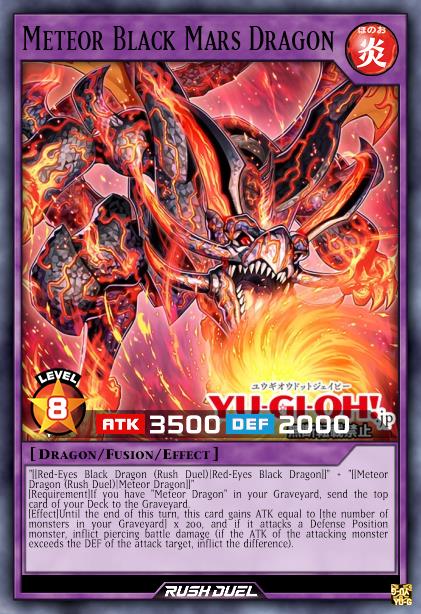 Meteor Black Mars Dragon
ほのお
炎
LEVEL
8
ユウギオウドットジェイピー
YU-GI-OH!.jp
無断転載禁止
ATK 3500 DEF 2000
[Dragon/Fusion/Effect]
"[[Red-Eyes Black Dragon (Rush Duel)|Red-Eyes Black Dragon]]" + "[[Meteor
Dragon (Rush Duel)|Meteor Dragon]]"
[Requirement]If you have "Meteor Dragon" in your Graveyard, send the top
card of your Deck to the Graveyard.
[Effect]Until the end of this turn, this card gains ATK equal to [the number of
monsters in your Graveyard] x 200, and if it attacks a Defense Position
monster, inflict piercing battle damage (if the ATK of the attacking monster
exceeds the DEF of the attack target, inflict the difference).
RUSH DUEL